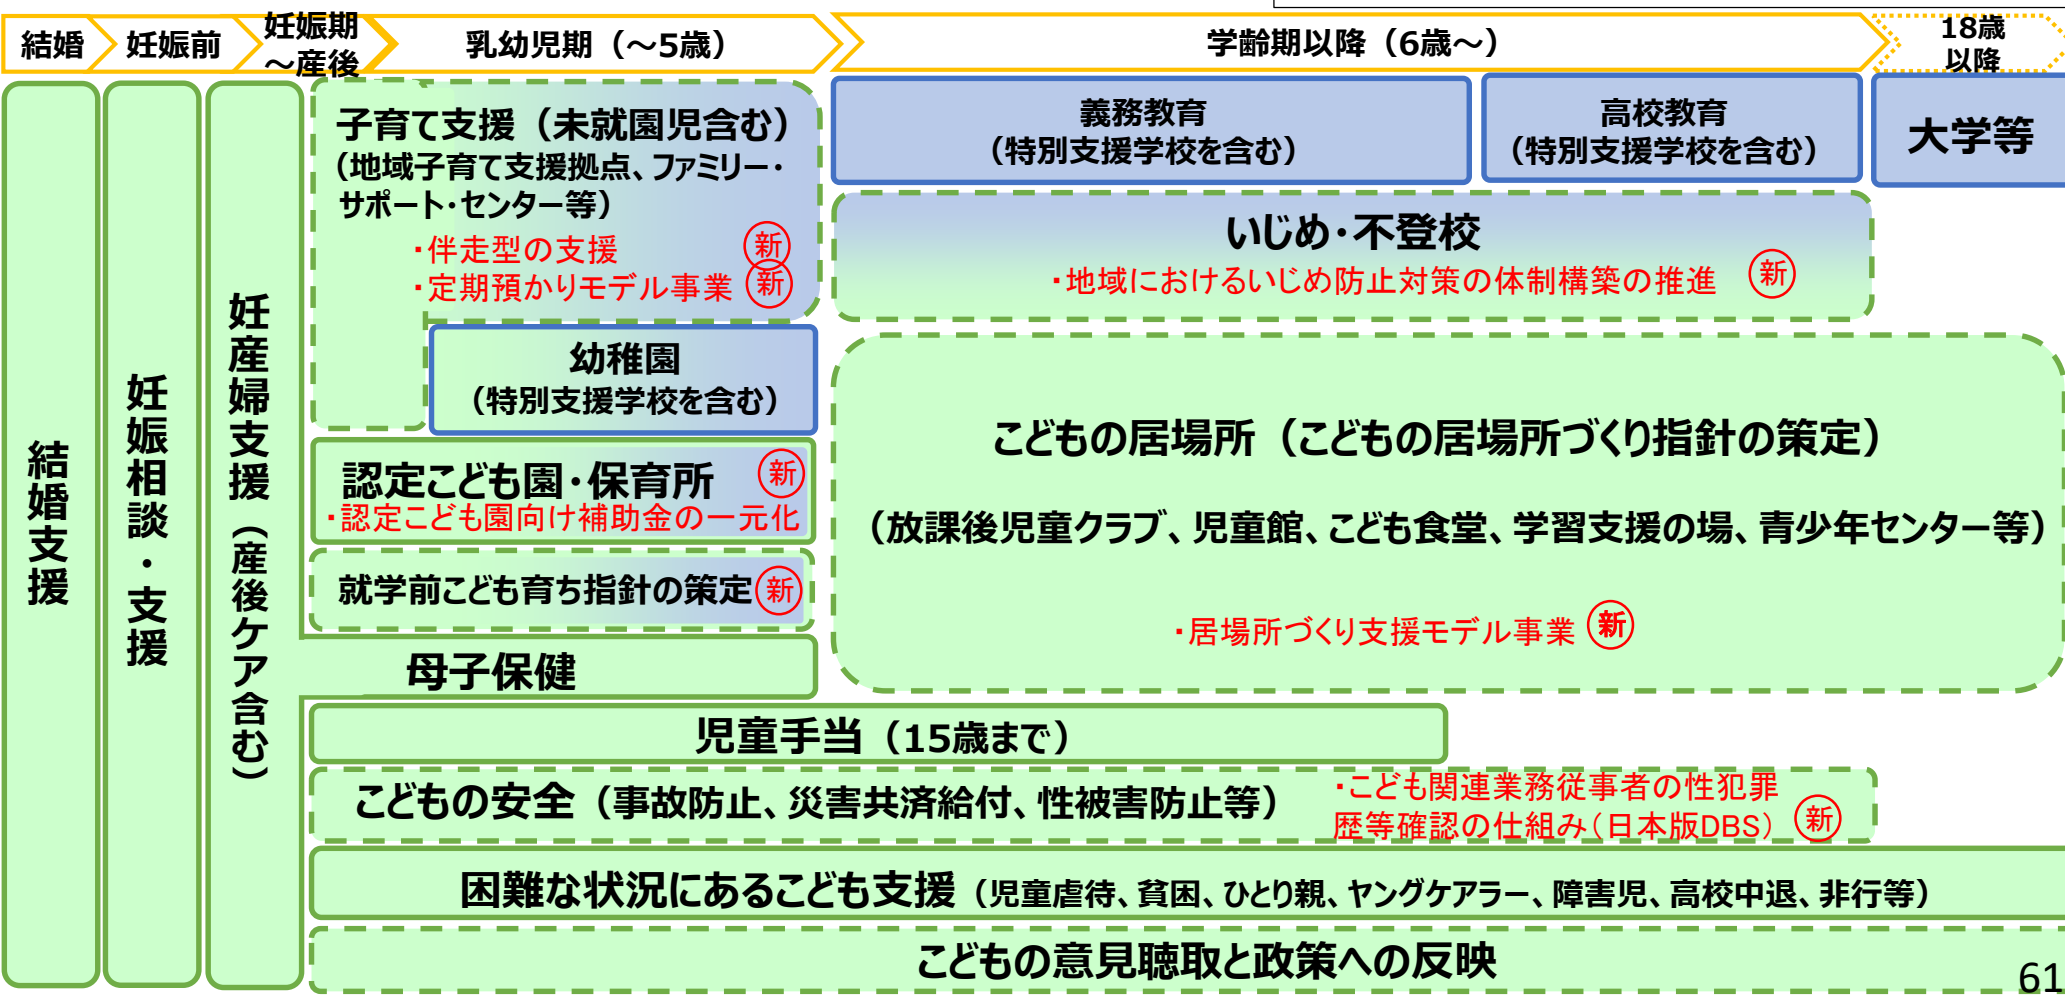 結婚
妊娠前
妊娠期
～産後
乳幼児期（～5歳）
学齢期以降（6歳～）
18歳
以降
結婚支援
妊娠相談・支援
妊産婦支援（産後ケア含む）
子育て支援（未就園児含む）
（地域子育て支援拠点、ファミリー・
サポート・センター等）
・伴走型の支援 新
・定期預かりモデル事業 新
幼稚園
（特別支援学校を含む）
認定こども園・保育所 新
・認定こども園向け補助金の一元化
就学前こども育ち指針の策定 新
母子保健
義務教育
（特別支援学校を含む）
高校教育
（特別支援学校を含む）
大学等
いじめ・不登校
・地域におけるいじめ防止対策の体制構築の推進 新
こどもの居場所（こどもの居場所づくり指針の策定）
（放課後児童クラブ、児童館、こども食堂、学習支援の場、青少年センター等）
・居場所づくり支援モデル事業 新
児童手当（15歳まで）
こどもの安全（事故防止、災害共済給付、性被害防止等）
・こども関連業務従事者の性犯罪
歴等確認の仕組み（日本版DBS） 新
困難な状況にあるこども支援（児童虐待、貧困、ひとり親、ヤングケアラー、障害児、高校中退、非行等）
こどもの意見聴取と政策への反映
61